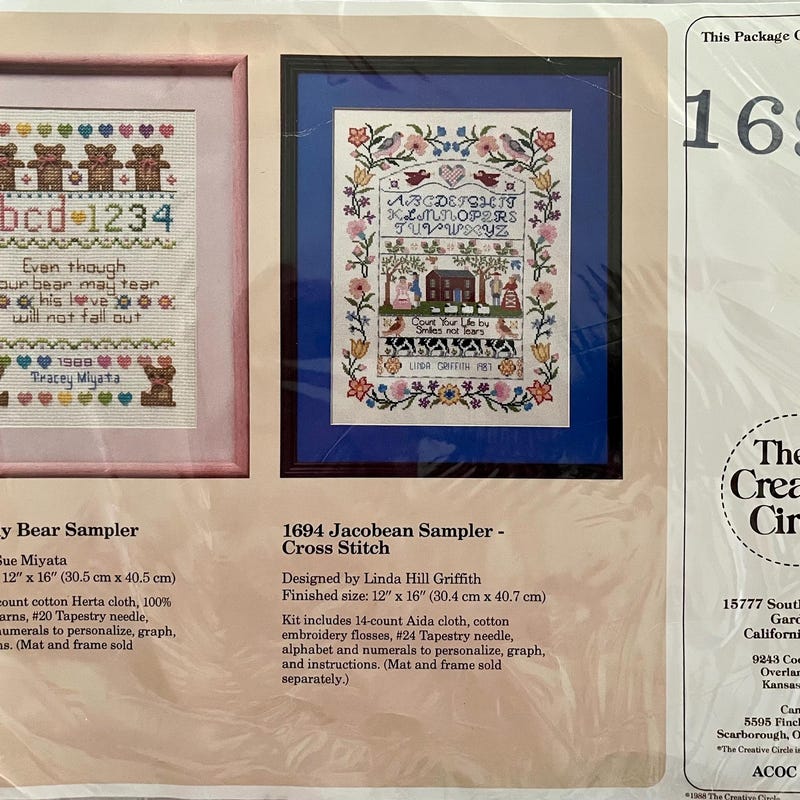 bcd 1234
Even though
our bear may tear
his love
will not fall out
1988
Tracey Miyata
ABCDEFGHIJ
KLMNOPQRS
TUVWXYZ
Count Your Life by
Smiles not Tears
LINDA GRIFFITH 1987
y Bear Sampler
Sue Miyata
12" x 16" (30.5 cm x 40.5 cm)
count cotton Herta cloth, 100%
arns, #20 Tapestry needle,
numerals to personalize, graph,
ns. (Mat and frame sold
1694 Jacobean Sampler -
Cross Stitch
Designed by Linda Hill Griffith
Finished size: 12" x 16" (30.4 cm x 40.7 cm)
Kit includes 14-count Aida cloth, cotton
embroidery flosses, #24 Tapestry needle,
alphabet and numerals to personalize, graph,
and instructions. (Mat and frame sold
separately.)
This Package C
169
The
Crea
Cir
15777 South
Gard
California
9243 Co
Overlan
Kansas
Can
5595 Finch
Scarborough, O
*The Creative Circle is
ACOC
©1988 The Creative Circle